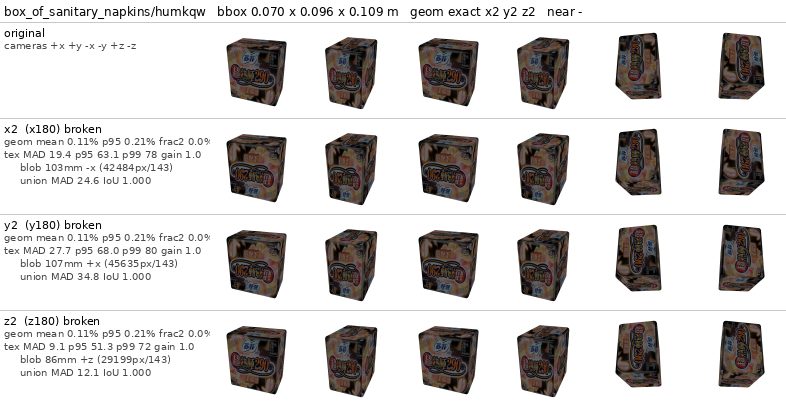 box_of_sanitary_napkins/humkqw bbox 0.070 x 0.096 x 0.109 m geom exact x2 y2 z2 near -
original
cameras +x +y -x -y +z -z
x2 (x180) broken
geom mean 0.11% p95 0.21% frac2 0.0%
tex MAD 19.4 p95 63.1 p99 78 gain 1.0
blob 103mm -x (42484px/143)
union MAD 24.6 IoU 1.000
y2 (y180) broken
geom mean 0.11% p95 0.21% frac2 0.0%
tex MAD 27.7 p95 68.0 p99 80 gain 1.0
blob 107mm +x (45635px/143)
union MAD 34.8 IoU 1.000
z2 (z180) broken
geom mean 0.11% p95 0.21% frac2 0.0%
tex MAD 9.1 p95 51.3 p99 72 gain 1.0
blob 86mm +z (29199px/143)
union MAD 12.1 IoU 1.000